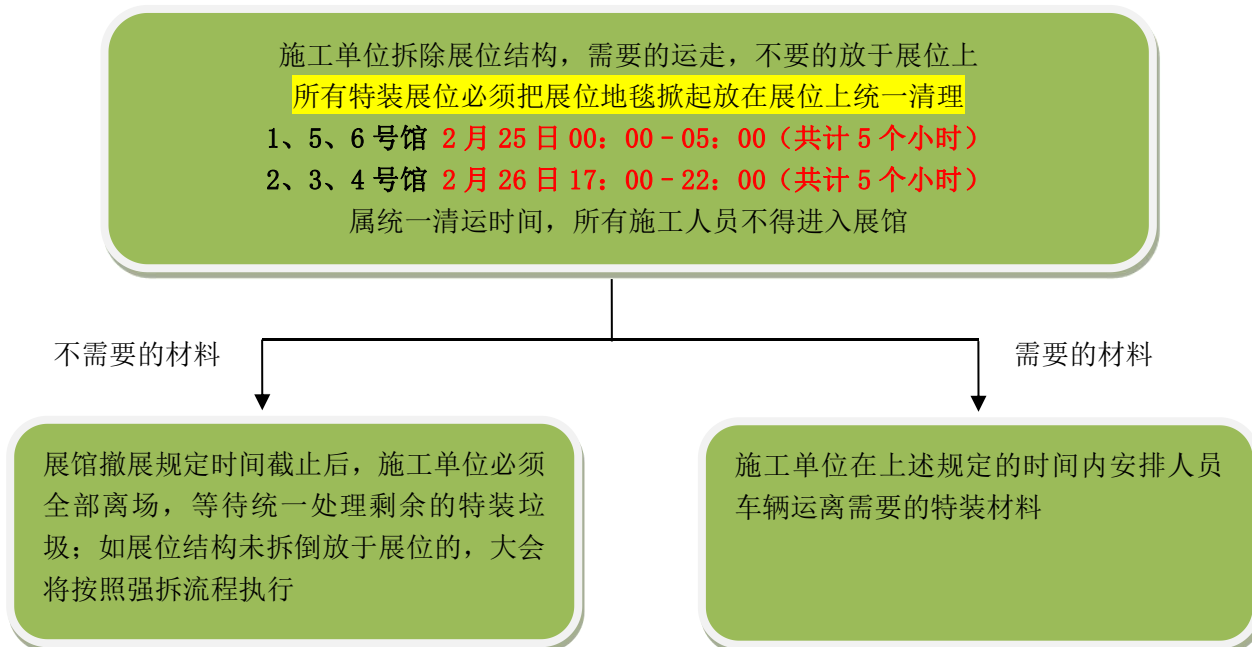 施工单位拆除展位结构，需要的运走，不要的放于展位上
所有特装展位必须把展位地毯掀起放在展位上统一清理
1、5、6 号馆 2 月 25 日 00：00－05：00（共计 5 个小时）
2、3、4 号馆 2 月 26 日 17：00－22：00（共计 5 个小时）
属统一清运时间，所有施工人员不得进入展馆
不需要的材料
需要的材料
展馆撤展规定时间截止后，施工单位必须
全部离场，等待统一处理剩余的特装垃
圾；如展位结构未拆倒放于展位的，大会
将按照强拆流程执行
施工单位在上述规定的时间内安排人员
车辆运离需要的特装材料